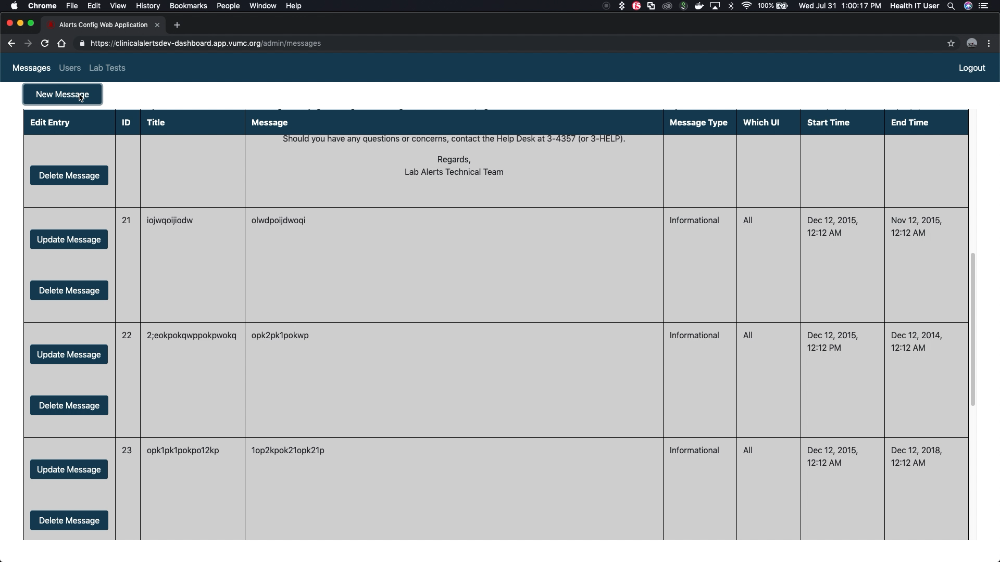 Chrome File Edit View History Bookmarks People Window Help 100% Wed Jul 31 1:00:17 PM Health IT User
Alerts Config Web Application
https://clinicalalertsdev-dashboard.app.vumc.org/admin/messages
Messages Users Lab Tests Logout
New Message
Edit Entry ID Title Message Message Type Which UI Start Time End Time
Should you have any questions or concerns, contact the Help Desk at 3-4357 (or 3-HELP).
Regards,
Lab Alerts Technical Team
Delete Message
21 iojwqoijiodw olwdpoijdwoqi Informational All Dec 12, 2015, Nov 12, 2015,
12:12 AM 12:12 AM
Update Message
Delete Message
22 2;eokpokqwppokpwokq opk2pk1pokwp Informational All Dec 12, 2015, Dec 12, 2014,
12:12 PM 12:12 AM
Update Message
Delete Message
23 opk1pk1pokpo12kp 1op2kpok21opk21p Informational All Dec 12, 2015, Dec 12, 2018,
12:12 AM 12:12 AM
Update Message
Delete Message